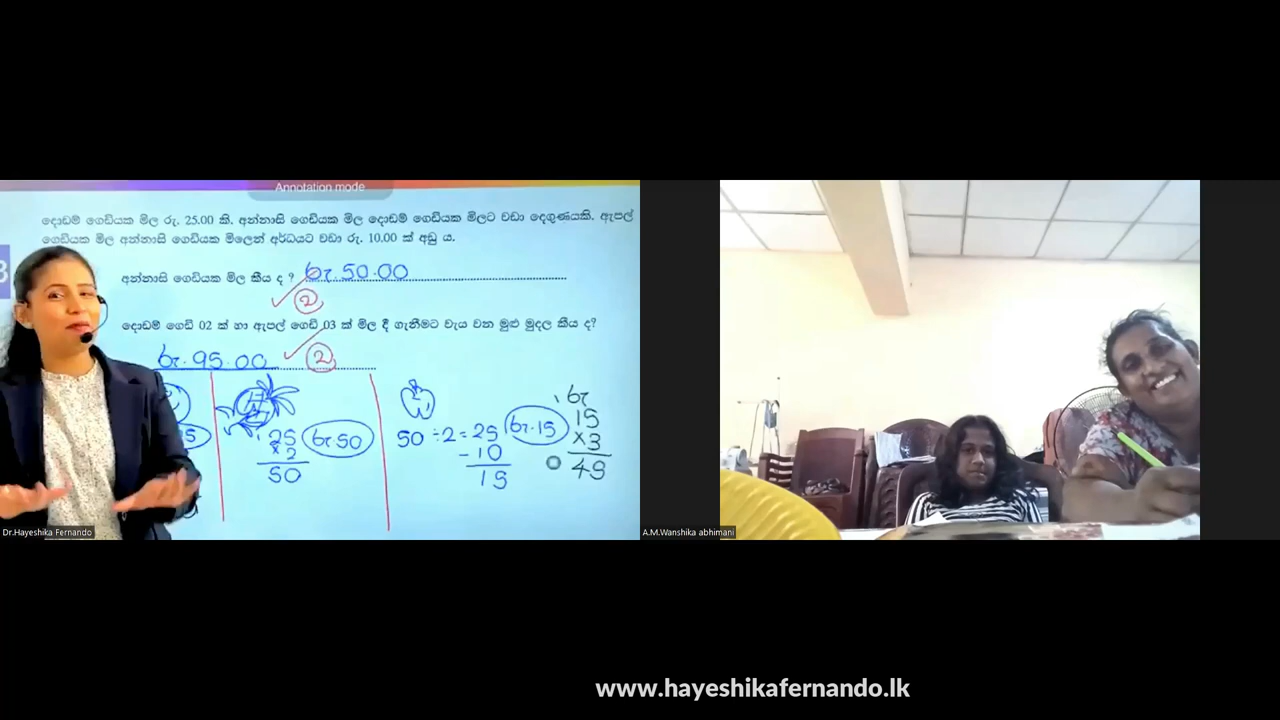 Annotation mode
දොඩම් ගෙඩියක මිල රු. 25.00 කි. අන්නාසි ගෙඩියක මිල දොඩම් ගෙඩියක මිලට වඩා දෙගුණයකි. ඇපල්
ගෙඩියක මිල අන්නාසි ගෙඩියක මිලෙන් අර්ධයට වඩා රු. 10.00 ක් අඩු ය.
3
අන්නාසි ගෙඩියක මිල කීය ද ? රු. 50.00
2
දොඩම් ගෙඩි 02 ක් හා ඇපල් ගෙඩි 03 ක් මිල දී ගැනීමට වැය වන මුළු මුදල කීය ද?
රු. 95.00
2
25
× 2
50
රු. 50
50 ÷ 2 = 25
- 10
15
රු. 15
රු
15
×3
45
Dr.Hayeshika Fernando
A.M.Wanshika abhimani
www.hayeshikafernando.lk